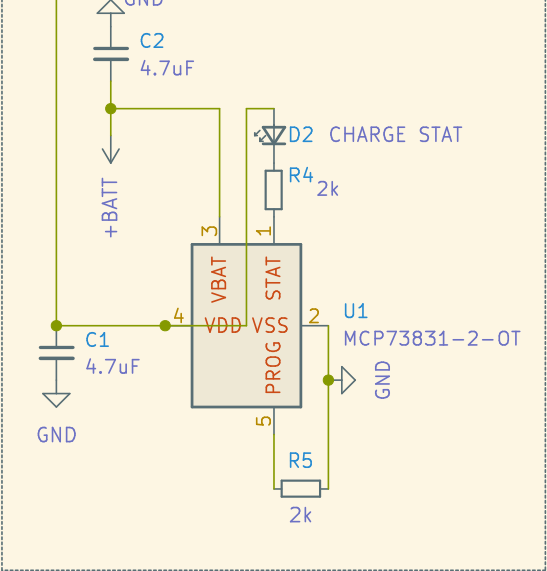 GND
C2
4.7uF
D2 CHARGE STAT
R4
2k
+BATT
3
1
VBAT
STAT
4
VDD
VSS
2
U1
MCP73831-2-OT
C1
4.7uF
PROG
GND
GND
5
R5
2k